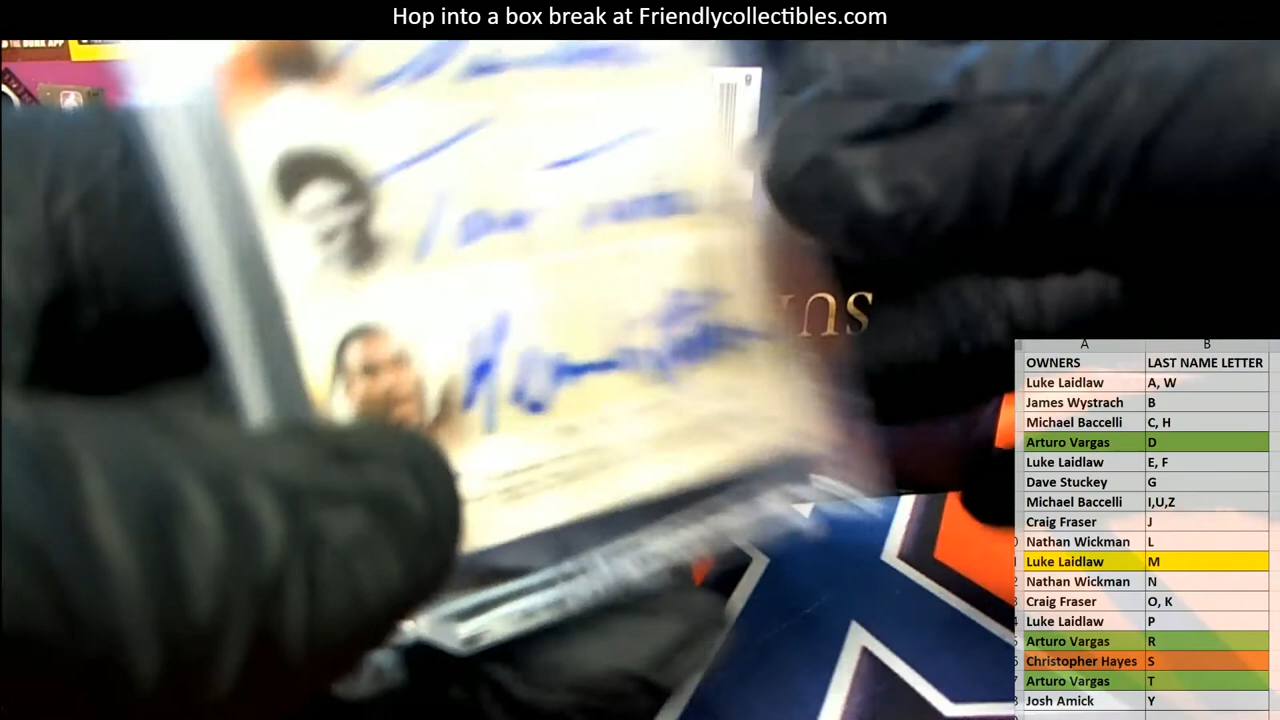 Hop into a box break at Friendlycollectibles.com
A B
OWNERS LAST NAME LETTER
Luke Laidlaw A, W
James Wystrach B
Michael Baccelli C, H
Arturo Vargas D
Luke Laidlaw E, F
Dave Stuckey G
Michael Baccelli I,U,Z
Craig Fraser J
Nathan Wickman L
Luke Laidlaw M
Nathan Wickman N
Craig Fraser O, K
Luke Laidlaw P
Arturo Vargas R
Christopher Hayes S
Arturo Vargas T
Josh Amick Y